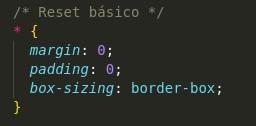 /* Reset básico */
* {
  margin: 0;
  padding: 0;
  box-sizing: border-box;
}